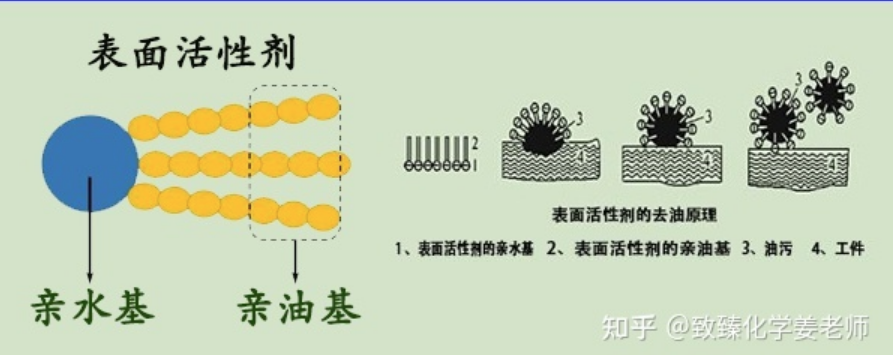 表面活性剂
亲水基
亲油基
2
1
3
4
3
4
3
4
表面活性剂的去油原理
1、表面活性剂的亲水基 2、表面活性剂的亲油基 3、油污 4、工件
知乎 @致臻化学姜老师